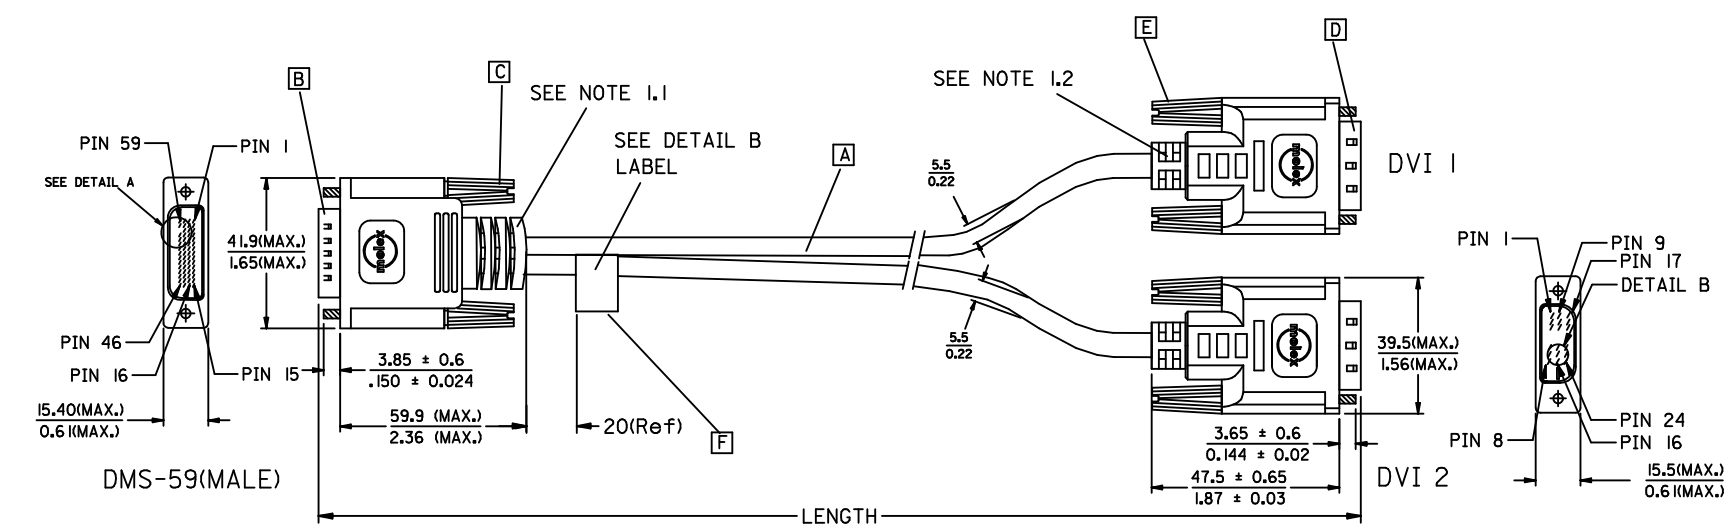 E
D
B
C
SEE NOTE 1.1
SEE NOTE 1.2
PIN 59
PIN 1
SEE DETAIL B
LABEL
A
5.5
0.22
molex
DVI 1
SEE DETAIL A
41.9(MAX.)
1.65(MAX.)
molex
PIN 1
PIN 9
PIN 17
DETAIL B
PIN 46
PIN 16
PIN 15
3.85 ± 0.6
.150 ± 0.024
5.5
0.22
molex
39.5(MAX.)
1.56(MAX.)
15.40(MAX.)
0.61(MAX.)
59.9 (MAX.)
2.36 (MAX.)
20(Ref)
F
3.65 ± 0.6
0.144 ± 0.02
PIN 8
PIN 24
PIN 16
DMS-59(MALE)
47.5 ± 0.65
1.87 ± 0.03
DVI 2
15.5(MAX.)
0.61(MAX.)
LENGTH